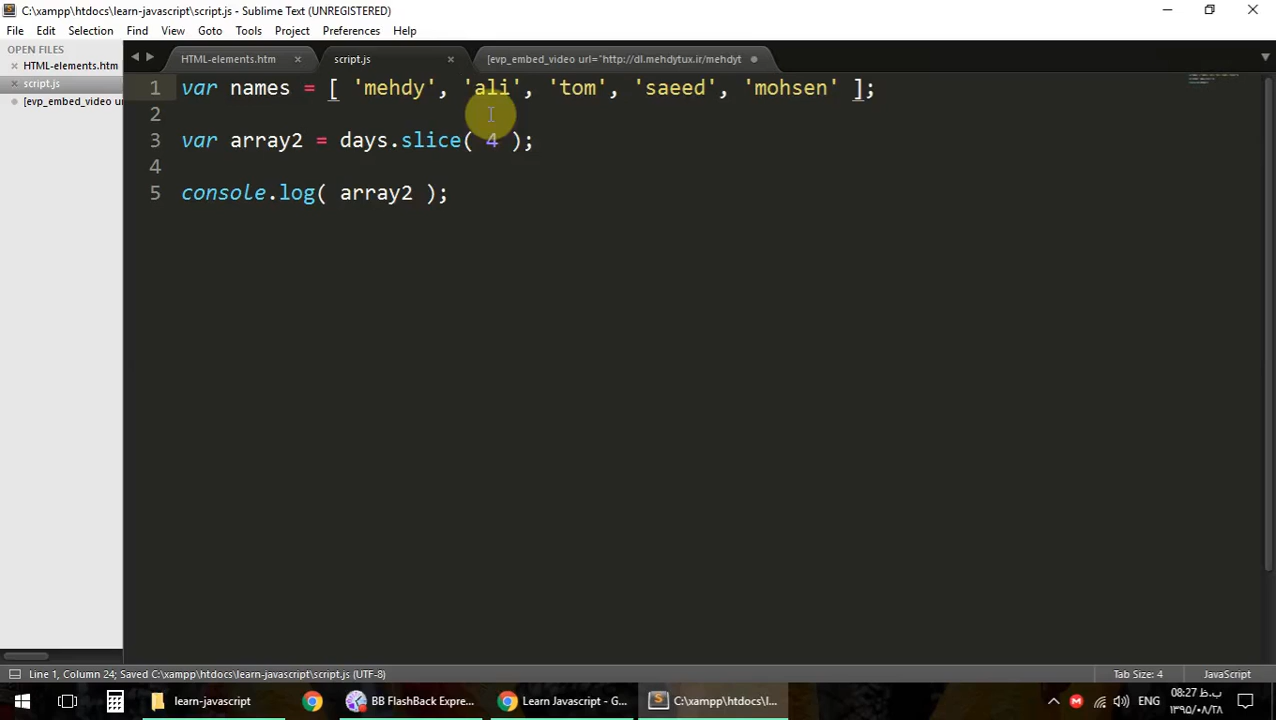 C:\xampp\htdocs\learn-javascript\script.js - Sublime Text (UNREGISTERED)
File Edit Selection Find View Goto Tools Project Preferences Help
OPEN FILES
HTML-elements.htm
script.js
[evp_embed_video ur
HTML-elements.htm
script.js
[evp_embed_video url="http://dl.mehdytux.ir/mehdyt
1 var names = [ 'mehdy', 'ali', 'tom', 'saeed', 'mohsen' ];
2
3 var array2 = days.slice( 4 );
4
5 console.log( array2 );
Line 1, Column 24; Saved C:\xampp\htdocs\learn-javascript\script.js (UTF-8)
Tab Size: 4
JavaScript
learn-javascript
BB FlashBack Expre...
Learn Javascript - G...
C:\xampp\htdocs\l...
ENG
08:27 ب.ظ
۱۳۹۵/۰۸/۲۸